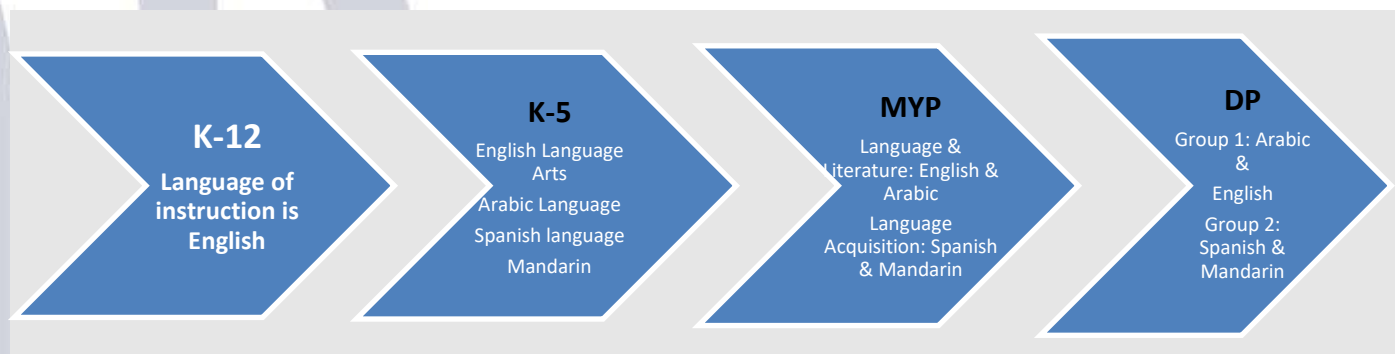 K-12
Language of
instruction is
English
K-5
English Language
Arts
Arabic Language
Spanish language
Mandarin
MYP
Language &
Literature: English &
Arabic
Language
Acquisition: Spanish
& Mandarin
DP
Group 1: Arabic
&
English
Group 2:
Spanish &
Mandarin